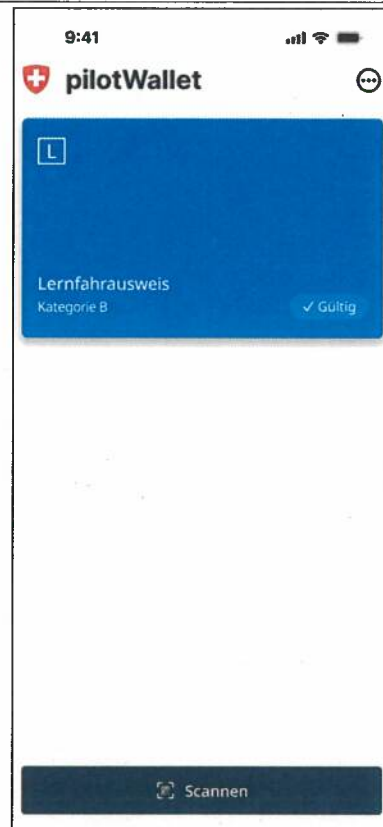 9:41
pilotWallet
L
Lernfahrausweis
Kategorie B
✓ Gültig
Scannen